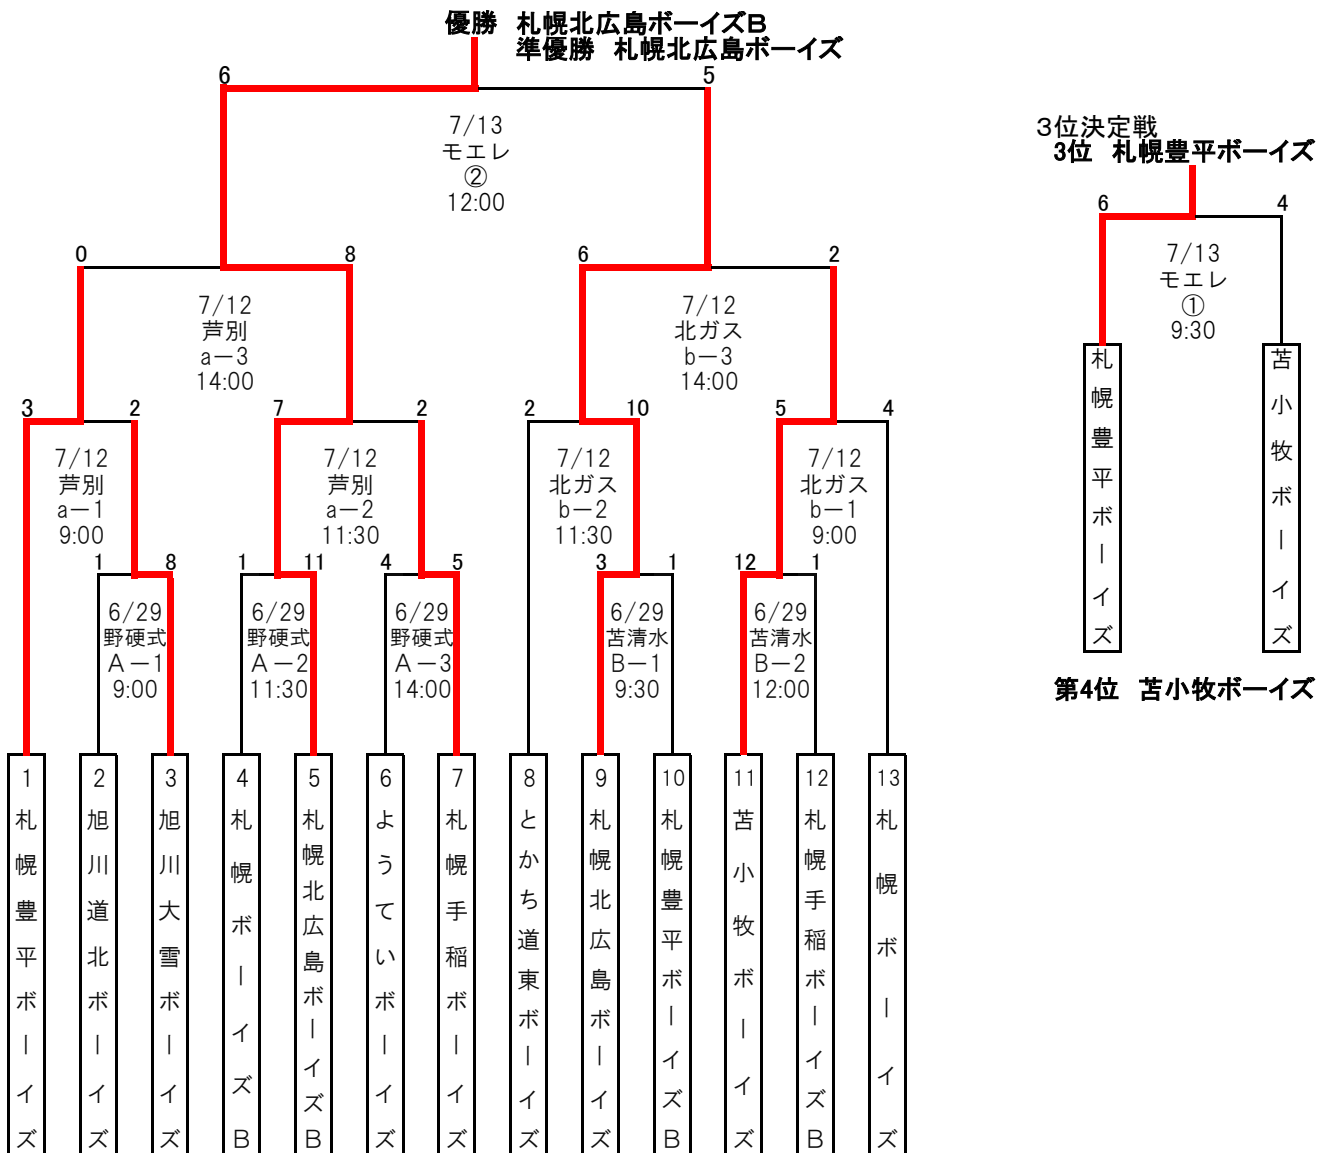 優勝 札幌北広島ボーイズB
準優勝 札幌北広島ボーイズ
6
5
7/13
モエレ
②
12:00
0
8
6
2
7/12
芦別
a－3
14:00
7/12
北ガス
b－3
14:00
3
2
7
2
2
10
5
4
7/12
芦別
a－1
9:00
7/12
芦別
a－2
11:30
7/12
北ガス
b－2
11:30
7/12
北ガス
b－1
9:00
1
8
1
11
4
5
3
1
12
1
6/29
野硬式
A－1
9:00
6/29
野硬式
A－2
11:30
6/29
野硬式
A－3
14:00
6/29
苫清水
B－1
9:30
6/29
苫清水
B－2
12:00
1 札幌豊平ボーイズ
2 旭川道北ボーイズ
3 旭川大雪ボーイズ
4 札幌ボーイズB
5 札幌北広島ボーイズB
6 ようていボーイズ
7 札幌手稲ボーイズ
8 とかち道東ボーイズ
9 札幌北広島ボーイズ
10 札幌豊平ボーイズB
11 苫小牧ボーイズ
12 札幌手稲ボーイズB
13 札幌ボーイズ
3位決定戦
3位 札幌豊平ボーイズ
6
4
7/13
モエレ
①
9:30
札幌豊平ボーイズ
苫小牧ボーイズ
第4位 苫小牧ボーイズ